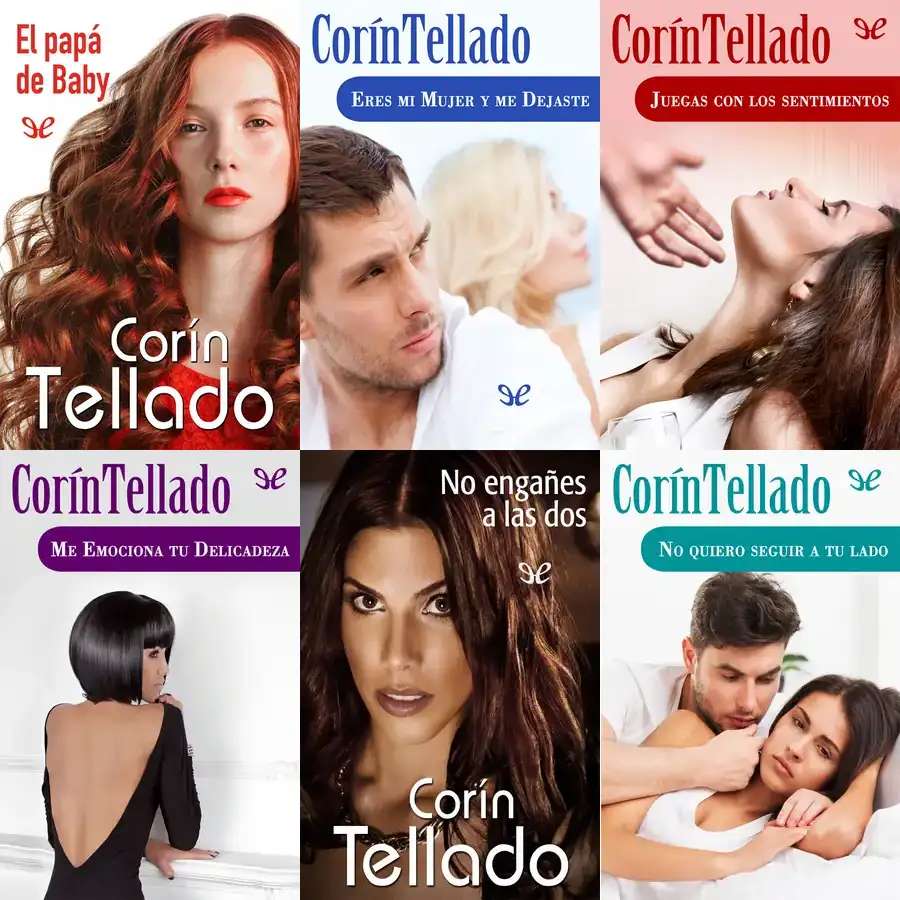 El papá
de Baby
Corín
Tellado
CorínTellado
Eres mi Mujer y me Dejaste
CorínTellado
Juegas con los sentimientos
CorínTellado
Me Emociona tu Delicadeza
No engañes
a las dos
Corín
Tellado
CorínTellado
No quiero seguir a tu lado